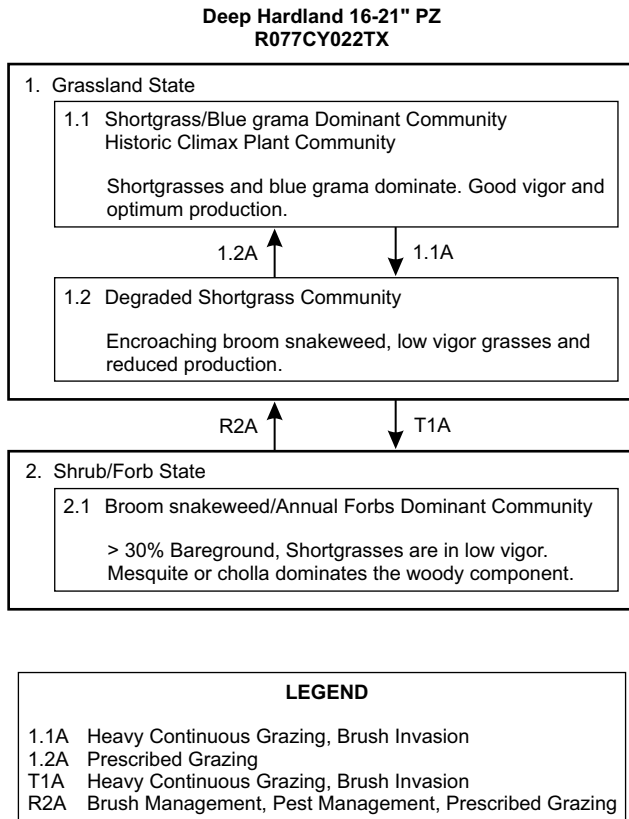 Deep Hardland 16-21" PZ
R077CY022TX
1. Grassland State
1.1 Shortgrass/Blue grama Dominant Community
Historic Climax Plant Community
Shortgrasses and blue grama dominate. Good vigor and
optimum production.
1.2A
1.1A
1.2 Degraded Shortgrass Community
Encroaching broom snakeweed, low vigor grasses and
reduced production.
R2A
T1A
2. Shrub/Forb State
2.1 Broom snakeweed/Annual Forbs Dominant Community
> 30% Bareground, Shortgrasses are in low vigor.
Mesquite or cholla dominates the woody component.
LEGEND
1.1A Heavy Continuous Grazing, Brush Invasion
1.2A Prescribed Grazing
T1A Heavy Continuous Grazing, Brush Invasion
R2A Brush Management, Pest Management, Prescribed Grazing